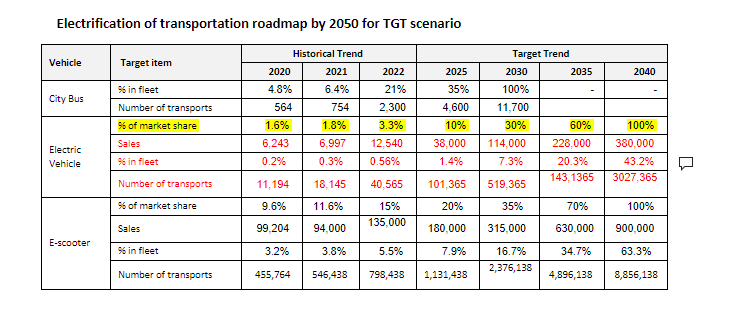 Electrification of transportation roadmap by 2050 for TGT scenario
Vehicle Target item Historical Trend Target Trend
2020 2021 2022 2025 2030 2035 2040
City Bus
% in fleet 4.8% 6.4% 21% 35% 100% - -
Number of transports 564 754 2,300 4,600 11,700
Electric Vehicle
% of market share 1.6% 1.8% 3.3% 10% 30% 60% 100%
Sales 6,243 6,997 12,540 38,000 114,000 228,000 380,000
% in fleet 0.2% 0.3% 0.56% 1.4% 7.3% 20.3% 43.2%
Number of transports 11,194 18,145 40,565 101,365 519,365 143,1365 3027,365
E-scooter
% of market share 9.6% 11.6% 15% 20% 35% 70% 100%
Sales 99,204 94,000 135,000 180,000 315,000 630,000 900,000
% in fleet 3.2% 3.8% 5.5% 7.9% 16.7% 34.7% 63.3%
Number of transports 455,764 546,438 798,438 1,131,438 2,376,138 4,896,138 8,856,138